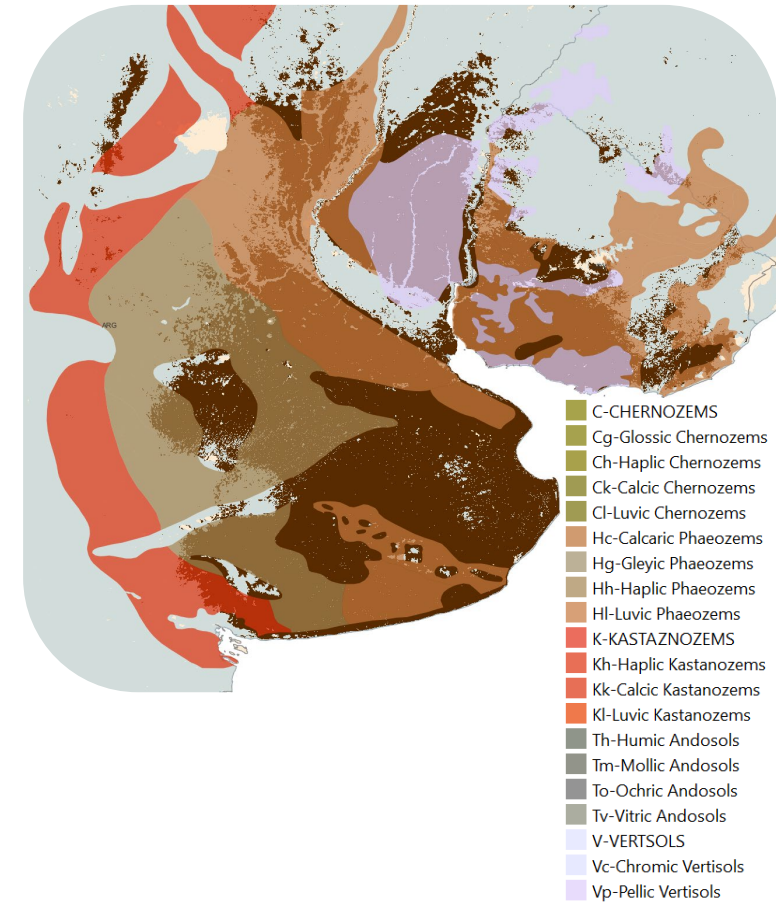 ARG
C-CHERNOZEMS
Cg-Glossic Chernozems
Ch-Haplic Chernozems
Ck-Calcic Chernozems
Cl-Luvic Chernozems
Hc-Calcaric Phaeozems
Hg-Gleyic Phaeozems
Hh-Haplic Phaeozems
Hl-Luvic Phaeozems
K-KASTAZNOZEMS
Kh-Haplic Kastanozems
Kk-Calcic Kastanozems
Kl-Luvic Kastanozems
Th-Humic Andosols
Tm-Mollic Andosols
To-Ochric Andosols
Tv-Vitric Andosols
V-VERTSOLS
Vc-Chromic Vertisols
Vp-Pellic Vertisols